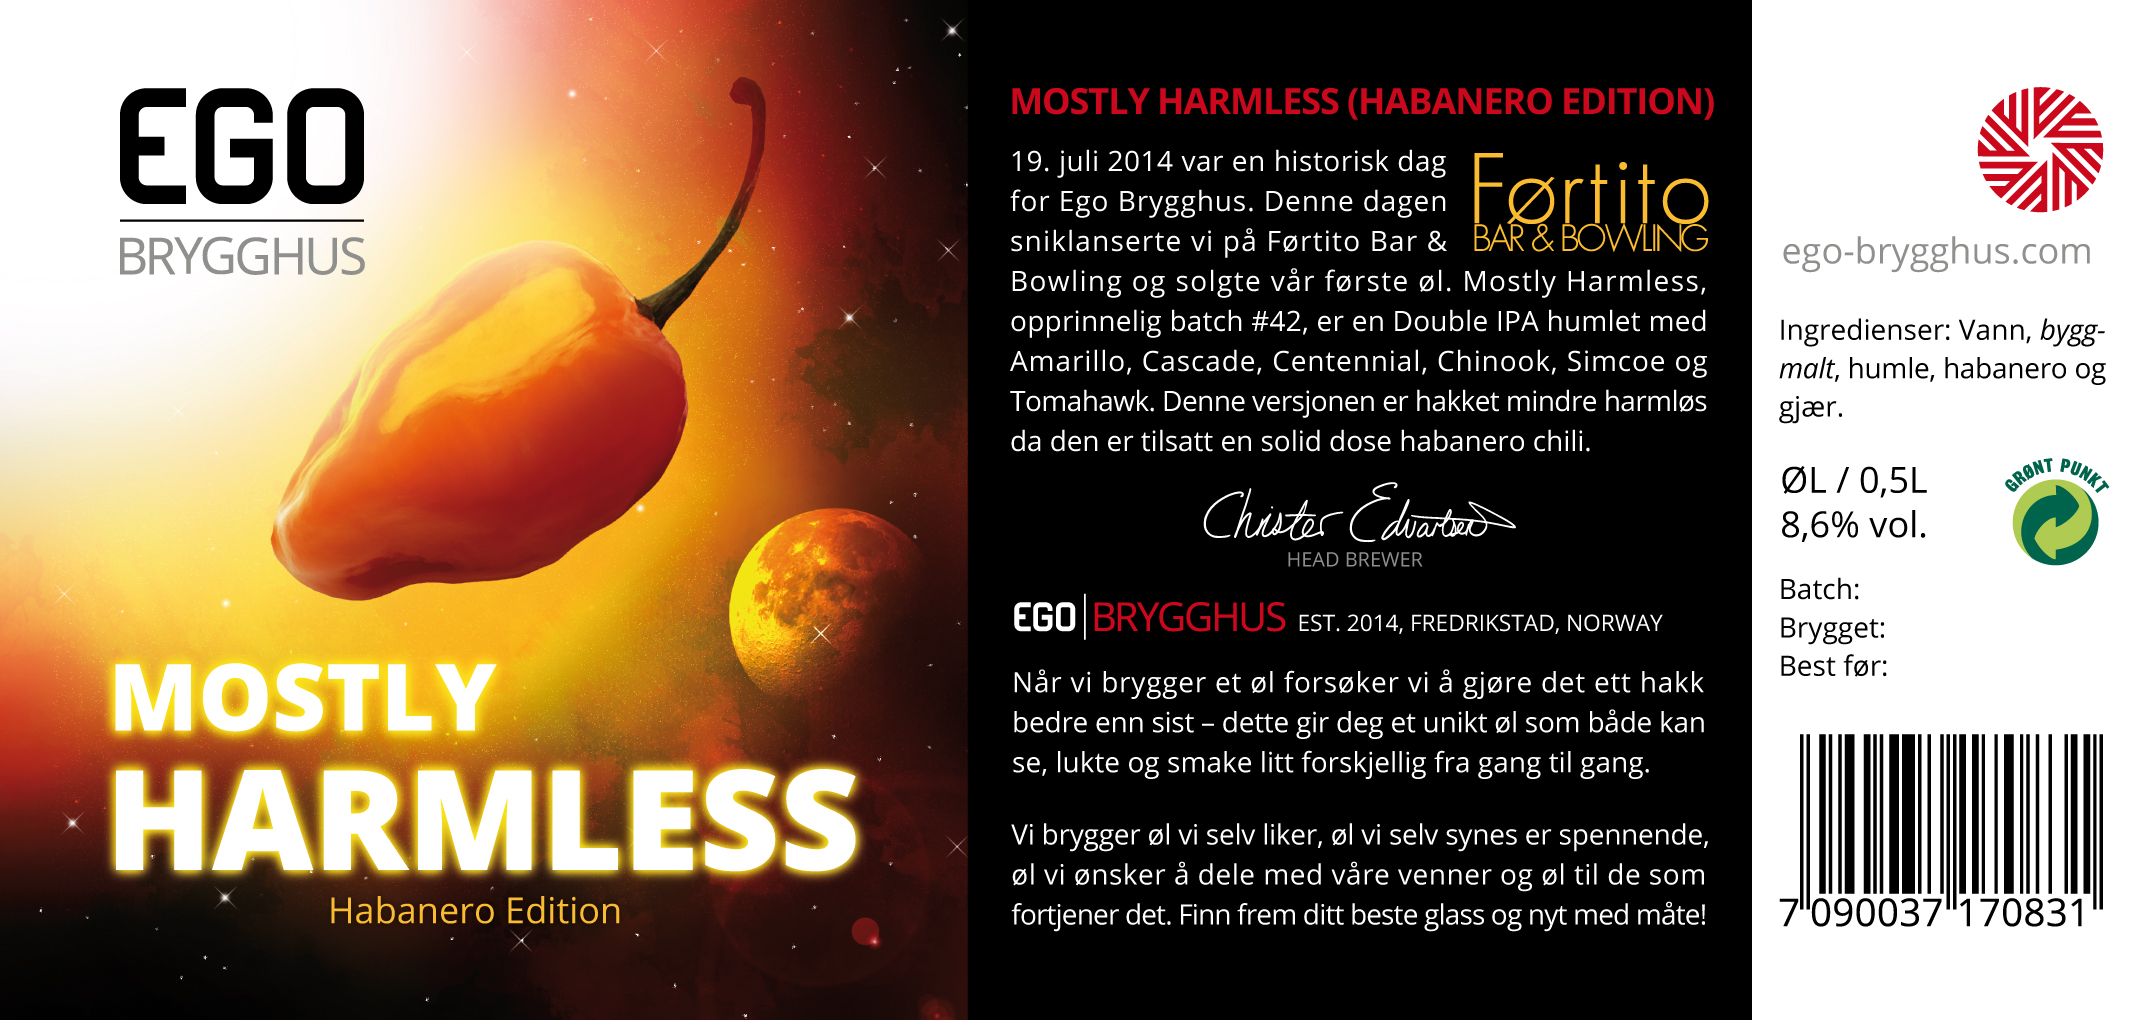 EGO
BRYGGHUS
MOSTLY
HARMLESS
Habanero Edition
MOSTLY HARMLESS (HABANERO EDITION)
19. juli 2014 var en historisk dag
for Ego Brygghus. Denne dagen
sniklanserte vi på Førtito Bar &
Bowling og solgte vår første øl. Mostly Harmless,
opprinnelig batch #42, er en Double IPA humlet med
Amarillo, Cascade, Centennial, Chinook, Simcoe og
Tomahawk. Denne versjonen er hakket mindre harmløs
da den er tilsatt en solid dose habanero chili.
Førtito
BAR & BOWLING
Christer Edvartsen
HEAD BREWER
EGO BRYGGHUS EST. 2014, FREDRIKSTAD, NORWAY
Når vi brygger et øl forsøker vi å gjøre det ett hakk
bedre enn sist – dette gir deg et unikt øl som både kan
se, lukte og smake litt forskjellig fra gang til gang.
Vi brygger øl vi selv liker, øl vi selv synes er spennende,
øl vi ønsker å dele med våre venner og øl til de som
fortjener det. Finn frem ditt beste glass og nyt med måte!
ego-brygghus.com
Ingredienser: Vann, bygg-
malt, humle, habanero og
gjær.
ØL / 0,5L
8,6% vol.
GRØNT PUNKT
Batch:
Brygget:
Best før:
7 090037 170831